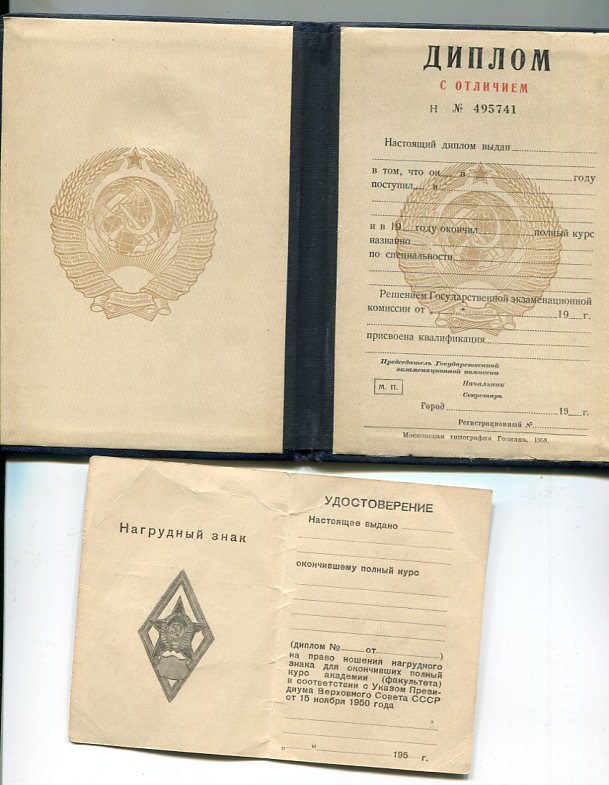 ДИПЛОМ
С ОТЛИЧИЕМ
Н № 495741
Настоящий диплом выдан
в том, что он в году
поступил в
и в 19 году окончил полный курс
названно
по специальности
Решением Государственной экзаменационной
комиссии от „ “ 19 г.
присвоена квалификация
Председатель Государственной
экзаменационной комиссии
М. П.
Начальник
Секретарь
Город 19 г.
Регистрационный №
Московская типография Гознака. 1958.
Нагрудный знак
УДОСТОВЕРЕНИЕ
Настоящее выдано
окончившему полный курс
(диплом № от )
на право ношения нагрудного
знака для окончивших полный
курс академии (факультета)
в соответствии с Указом Прези-
диума Верховного Совета СССР
от 15 ноября 1950 года
„ “ 195 г.